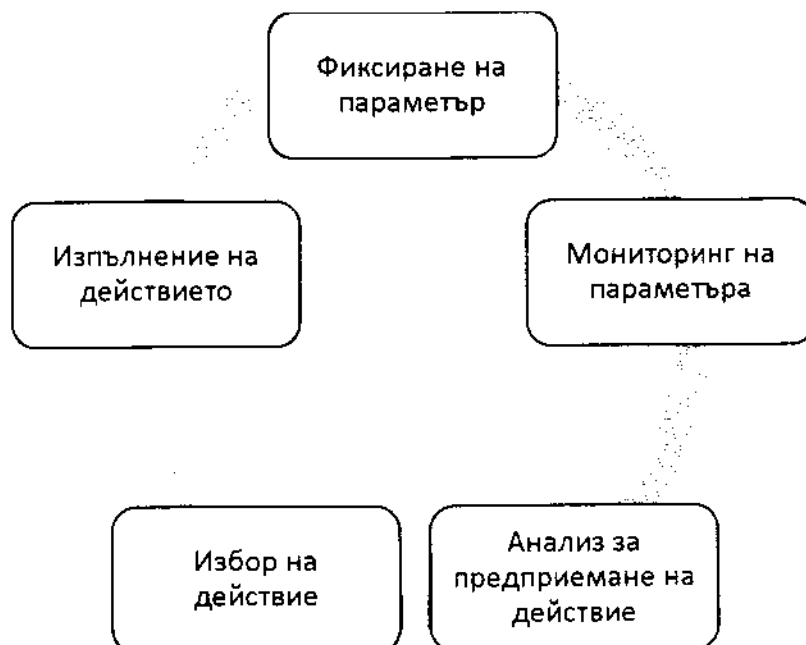 Фиксиране на
параметър
Изпълнение на
действието
Мониторинг на
параметъра
Избор на
действие
Анализ за
предприемане на
действие